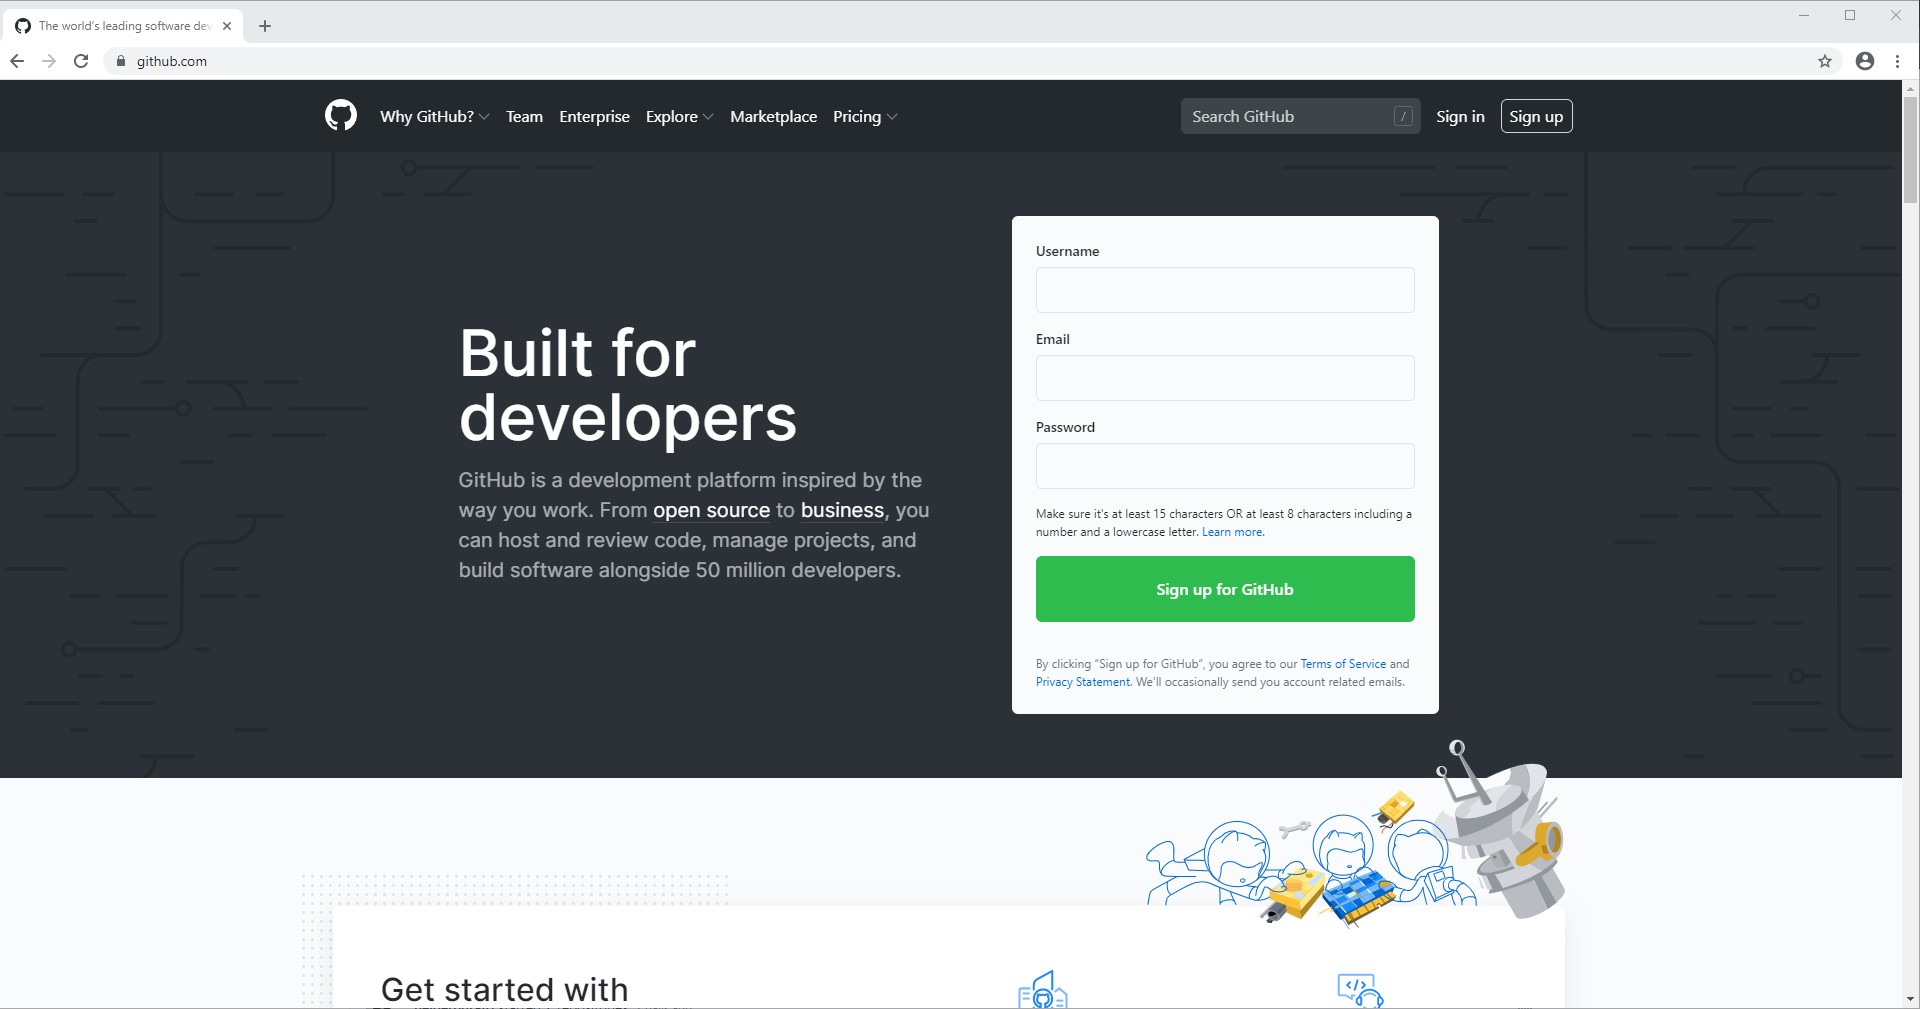 The world's leading software dev
github.com
Why GitHub? Team Enterprise Explore Marketplace Pricing Search GitHub / Sign in Sign up
Username
Email
Built for
developers
Password
GitHub is a development platform inspired by the
way you work. From open source to business, you
can host and review code, manage projects, and
build software alongside 50 million developers.
Make sure it's at least 15 characters OR at least 8 characters including a
number and a lowercase letter. Learn more.
Sign up for GitHub
By clicking “Sign up for GitHub”, you agree to our Terms of Service and
Privacy Statement. We'll occasionally send you account related emails.
Get started with